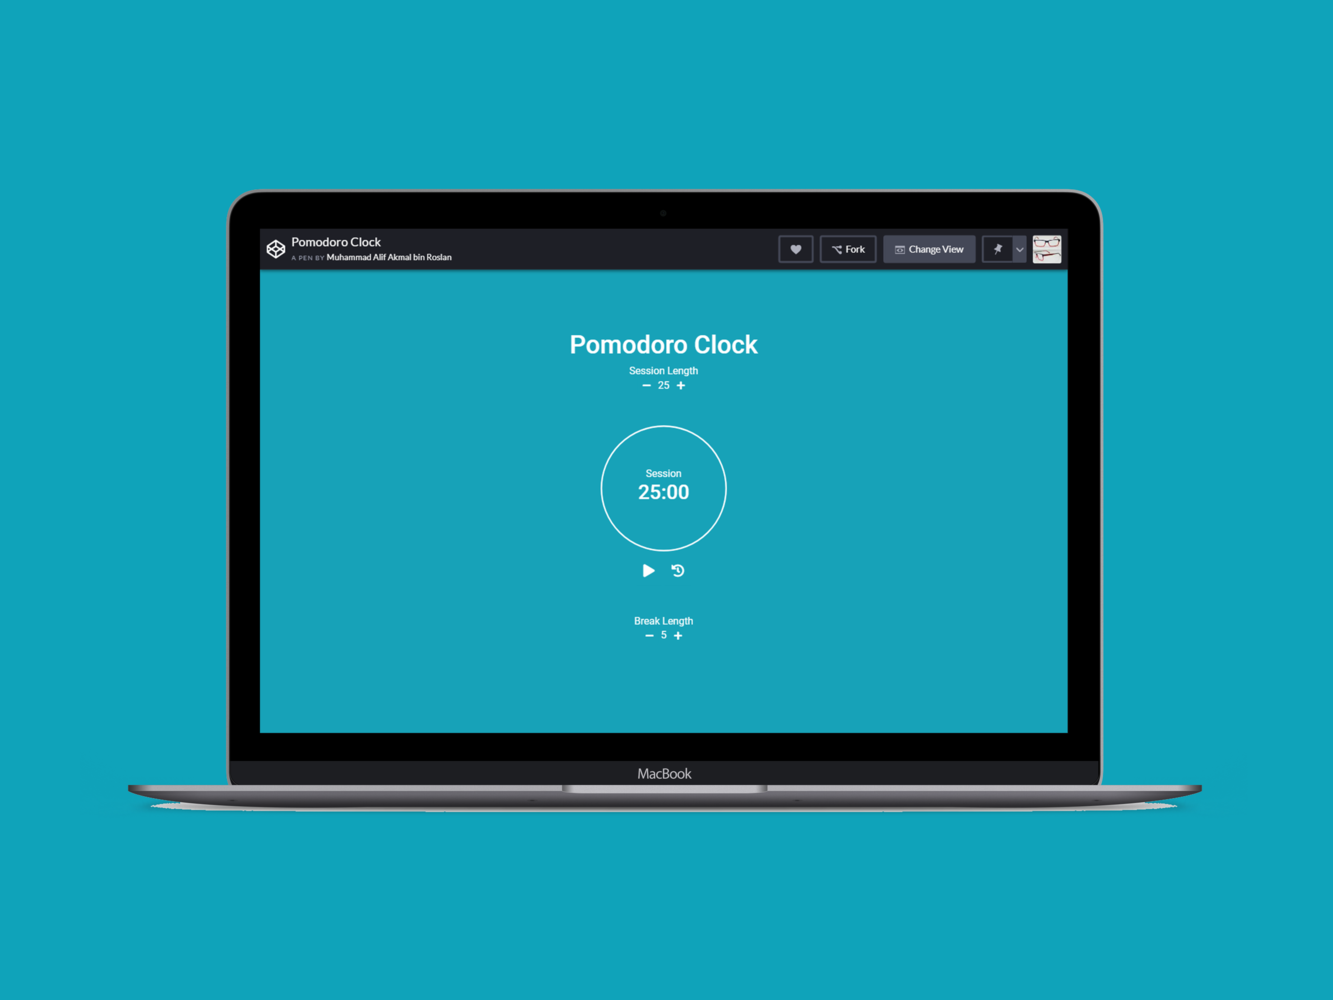 Pomodoro Clock
A PEN BY Muhammad Alif Akmal bin Roslan
Fork
Change View
Pomodoro Clock
Session Length
− 25 +
Session
25:00
Break Length
− 5 +
MacBook